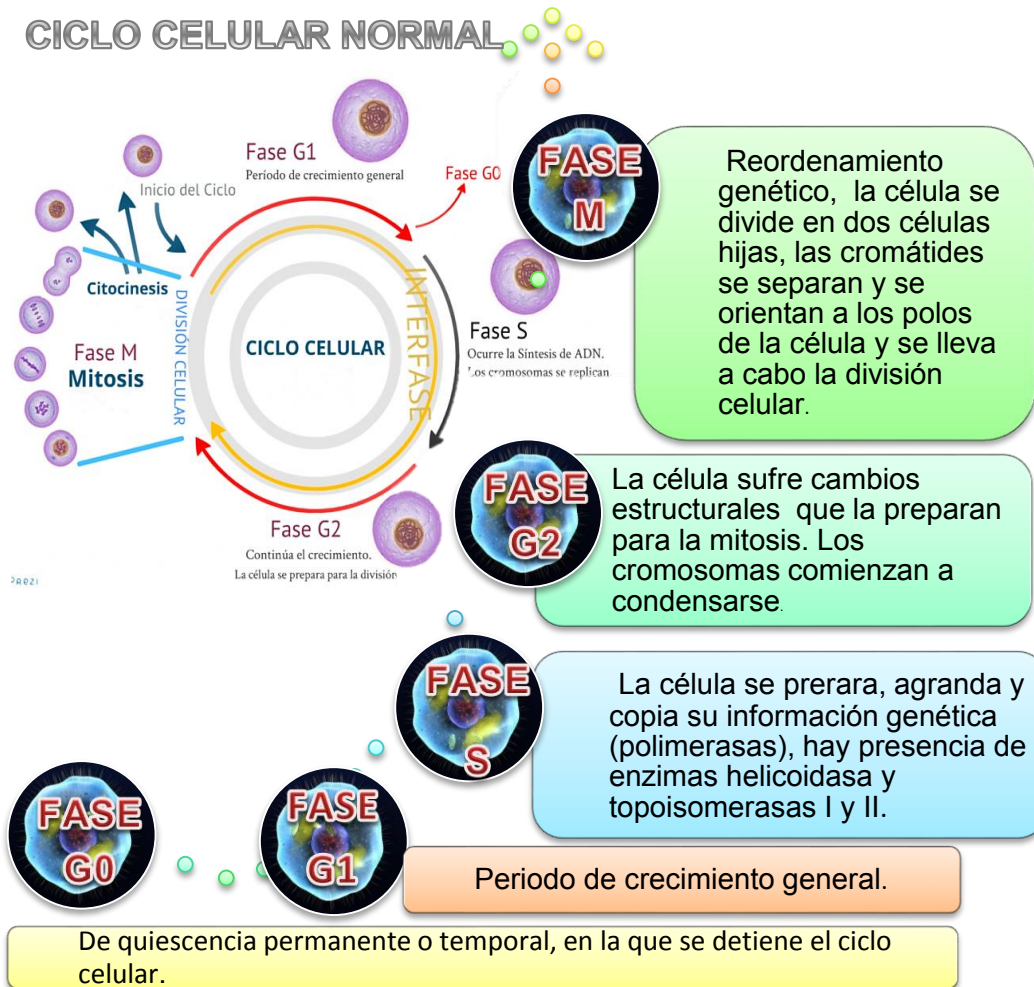 CICLO CELULAR NORMAL
Fase G1
Período de crecimiento general
Fase G0
Inicio del Ciclo
Citocinesis
DIVISIÓN CELULAR
INTERFASE
CICLO CELULAR
Fase M
Mitosis
Fase S
Ocurre la Síntesis de ADN.
Los cromosomas se replican
Fase G2
Continúa el crecimiento.
La célula se prepara para la división
PREZI
FASE
M
Reordenamiento
genético, la célula se
divide en dos células
hijas, las cromátides
se separan y se
orientan a los polos
de la célula y se lleva
a cabo la división
celular.
FASE
G2
La célula sufre cambios
estructurales que la preparan
para la mitosis. Los
cromosomas comienzan a
condensarse.
FASE
S
La célula se prerara, agranda y
copia su información genética
(polimerasas), hay presencia de
enzimas helicoidasa y
topoisomerasas I y II.
FASE
G0
FASE
G1
Periodo de crecimiento general.
De quiescencia permanente o temporal, en la que se detiene el ciclo
celular.